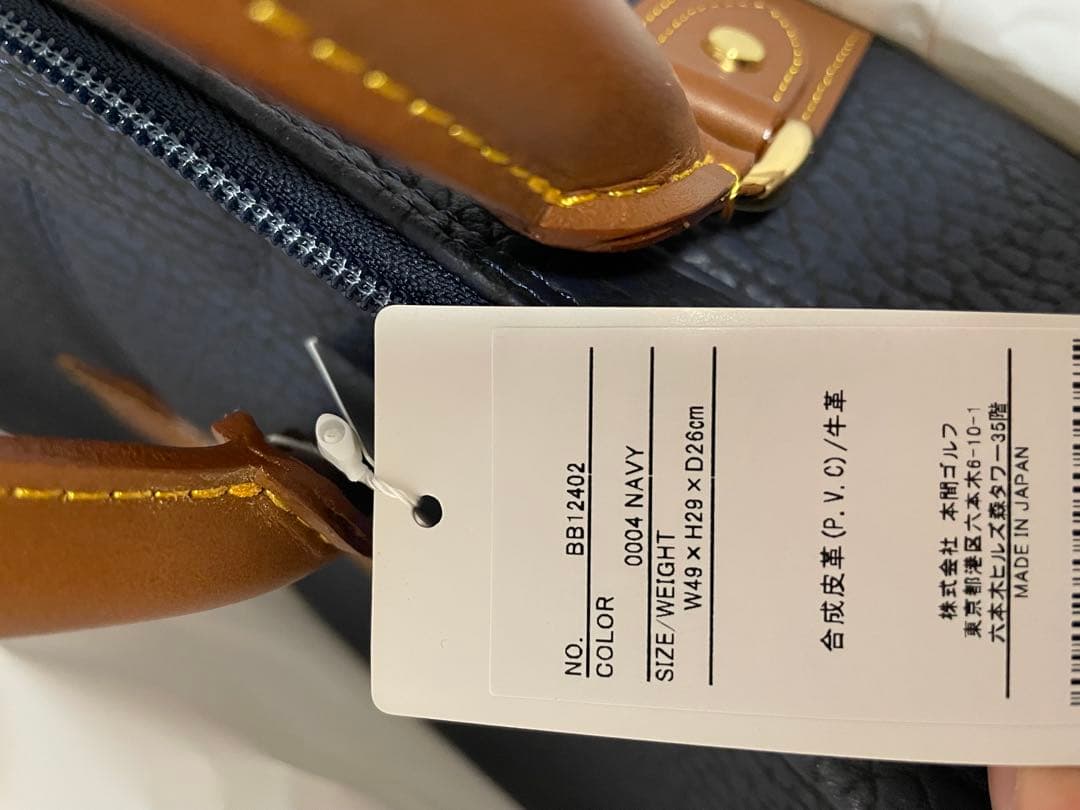 NO. BB12402
COLOR
0004 NAVY
SIZE/WEIGHT
W49×H29×D26cm
合成皮革(P.V.C)/牛革
株式会社 本間ゴルフ
東京都港区六本木6-10-1
六本木ヒルズ森タワー35階
MADE IN JAPAN